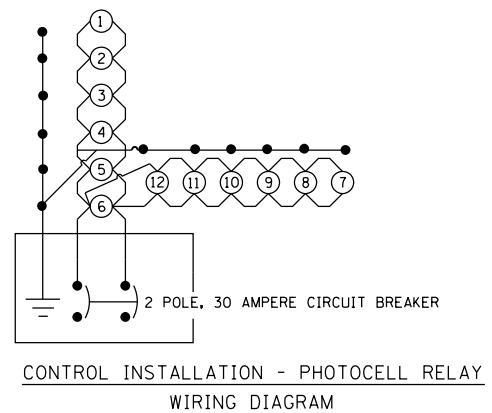 1
2
3
4
5
6
12 11 10 9 8 7
2 POLE, 30 AMPERE CIRCUIT BREAKER
CONTROL INSTALLATION - PHOTOCELL RELAY
WIRING DIAGRAM